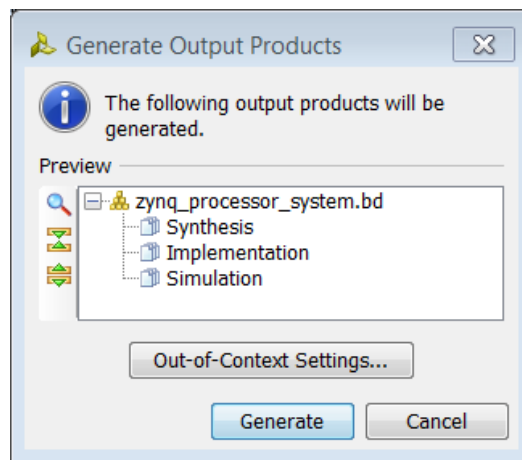 Generate Output Products
The following output products will be
generated.
Preview
zynq_processor_system.bd
Synthesis
Implementation
Simulation
Out-of-Context Settings...
Generate
Cancel